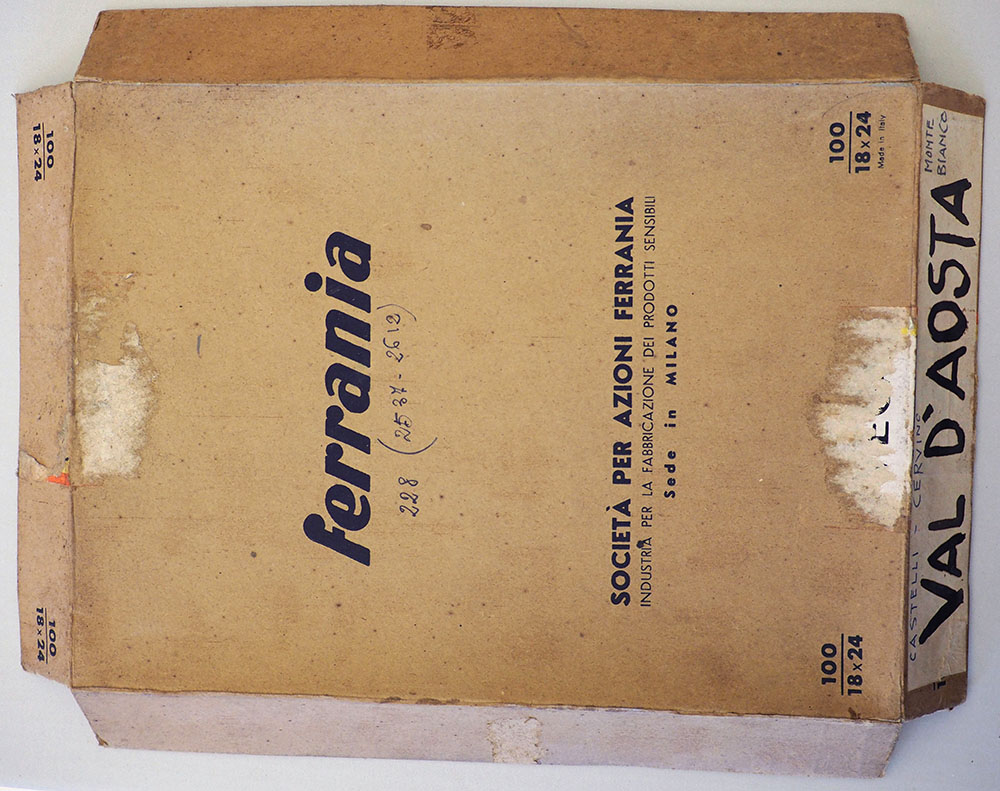 100
18×24
100
18×24
ferrania
228 (2537-2612)
SOCIETÀ PER AZIONI FERRANIA
INDUSTRIA PER LA FABBRICAZIONE DEI PRODOTTI SENSIBILI
Sede in MILANO
100
18×24
Made in Italy
100
18×24
CASTELLI - CERVINO
MONTE
BIANCO
VAL D'AOSTA